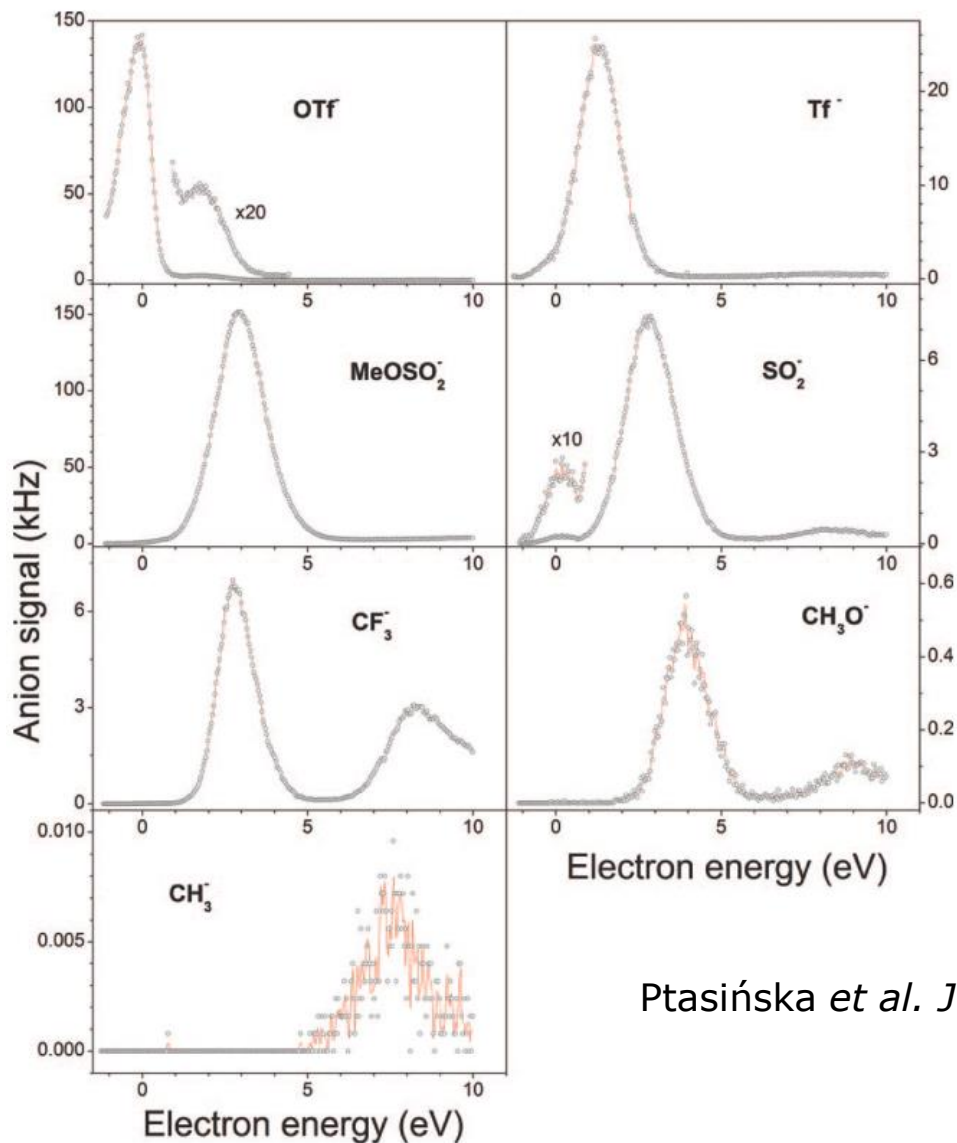 150
100
50
0
OTf⁻
x20
0 5 10
Tf⁻
20
10
0
0 5 10
150
100
50
0
MeOSO₂⁻
0 5 10
SO₂⁻
x10
6
3
0
0 5 10
6
3
0
CF₃⁻
0 5 10
CH₃O⁻
0.6
0.4
0.2
0.0
0 5 10
Anion signal (kHz)
Electron energy (eV)
0.010
0.005
0.000
CH₃⁻
0 5 10
Electron energy (eV)
Ptasińska et al. J